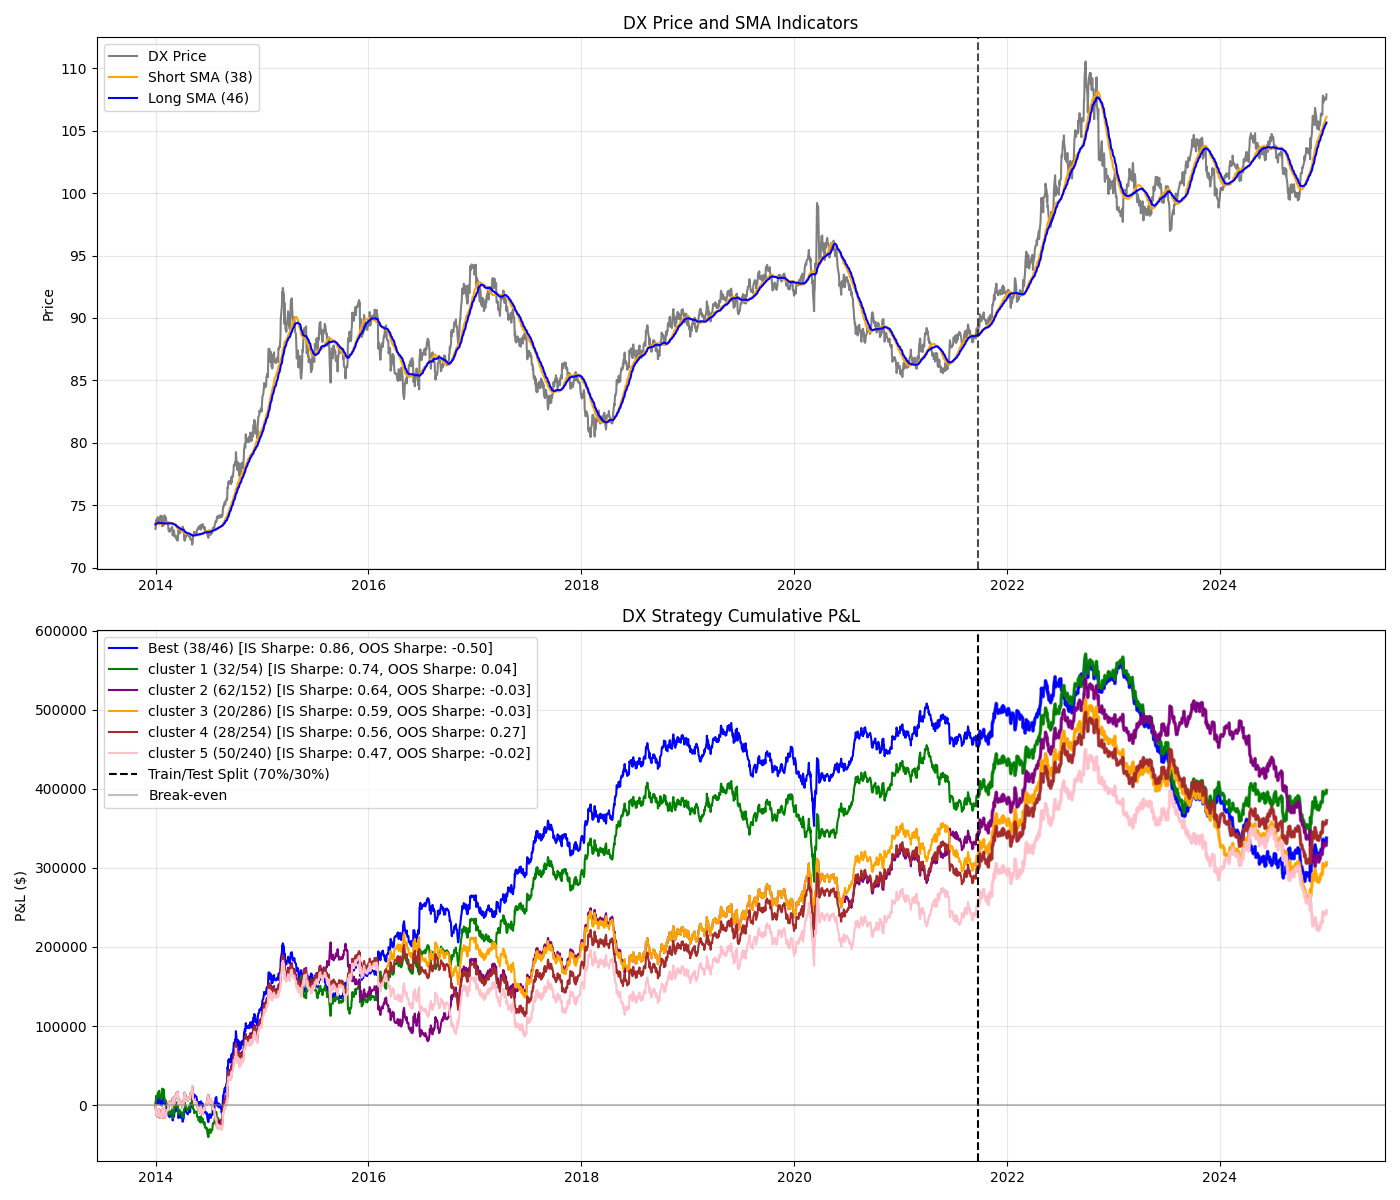 DX Price and SMA Indicators
DX Price
Short SMA (38)
Long SMA (46)
Price
110
105
100
95
90
85
80
75
70
2014
2016
2018
2020
2022
2024
DX Strategy Cumulative P&L
Best (38/46) [IS Sharpe: 0.86, OOS Sharpe: -0.50]
cluster 1 (32/54) [IS Sharpe: 0.74, OOS Sharpe: 0.04]
cluster 2 (62/152) [IS Sharpe: 0.64, OOS Sharpe: -0.03]
cluster 3 (20/286) [IS Sharpe: 0.59, OOS Sharpe: -0.03]
cluster 4 (28/254) [IS Sharpe: 0.56, OOS Sharpe: 0.27]
cluster 5 (50/240) [IS Sharpe: 0.47, OOS Sharpe: -0.02]
Train/Test Split (70%/30%)
Break-even
P&L ($)
600000
500000
400000
300000
200000
100000
0
2014
2016
2018
2020
2022
2024